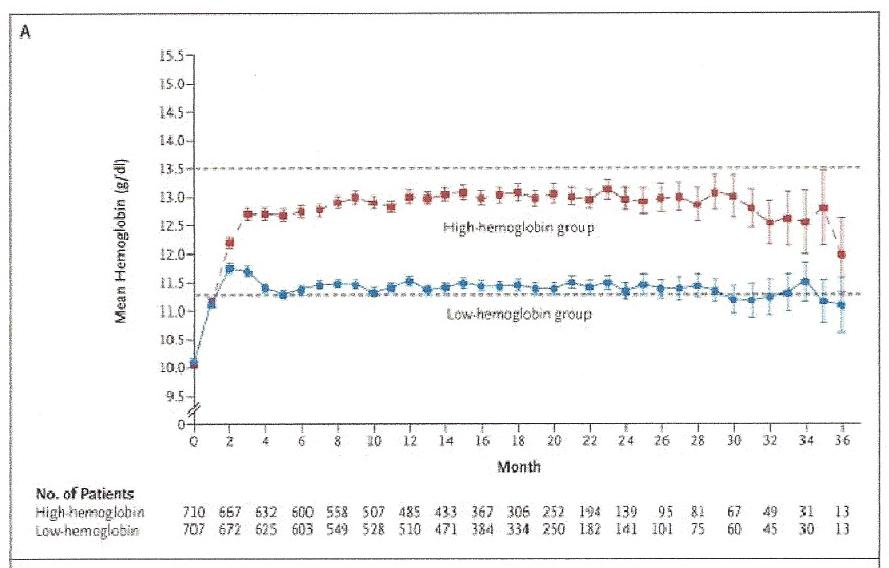 A
15.5
15.0
14.5
14.0
13.5
13.0
12.5
12.0
11.5
11.0
10.5
10.0
9.5
0
Mean Hemoglobin (g/dl)
High-hemoglobin group
Low-hemoglobin group
0 2 4 6 8 10 12 14 16 18 20 22 24 26 28 30 32 34 36
Month
No. of Patients
High-hemoglobin 710 667 632 600 558 507 485 433 367 306 252 194 139 95 81 67 49 31 13
Low-hemoglobin 707 672 625 603 549 528 510 471 384 334 250 182 141 101 75 60 45 30 13